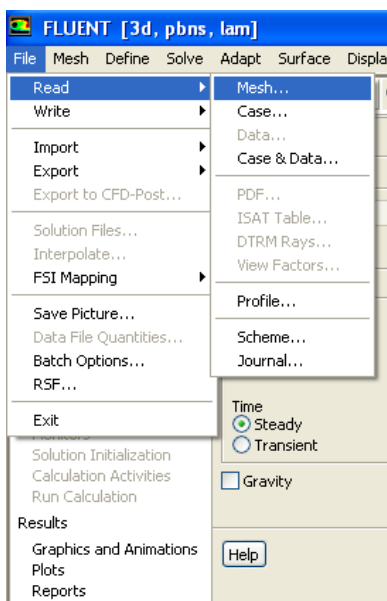 FLUENT [3d, pbns, lam]
File Mesh Define Solve Adapt Surface Displa
Read
Write
Import
Export
Export to CFD-Post...
Solution Files...
Interpolate...
FSI Mapping
Save Picture...
Data File Quantities...
Batch Options...
RSF...
Exit
Mesh...
Case...
Data...
Case & Data...
PDF...
ISAT Table...
DTRM Rays...
View Factors...
Profile...
Scheme...
Journal...
Monitors
Solution Initialization
Calculation Activities
Run Calculation
Results
Graphics and Animations
Plots
Reports
Time
Steady
Transient
Gravity
Help